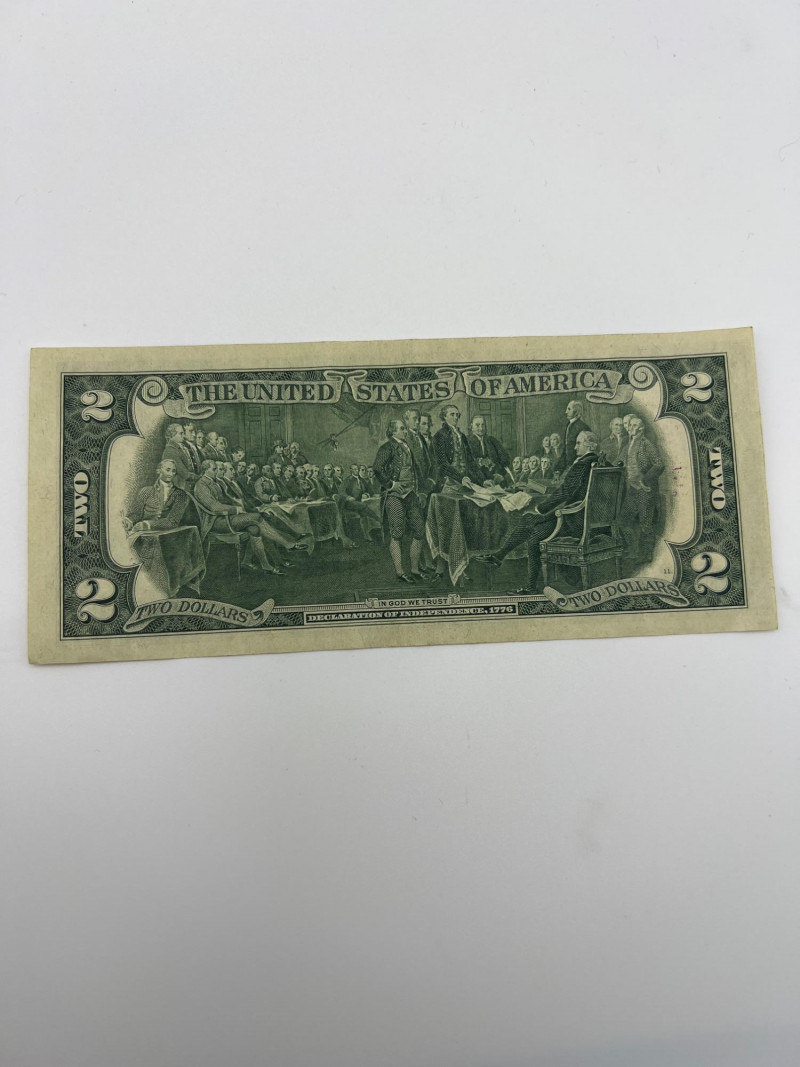 2 THE UNITED STATES OF AMERICA 2
TWO TWO
2 TWO DOLLARS IN GOD WE TRUST TWO DOLLARS 2
DECLARATION OF INDEPENDENCE, 1776